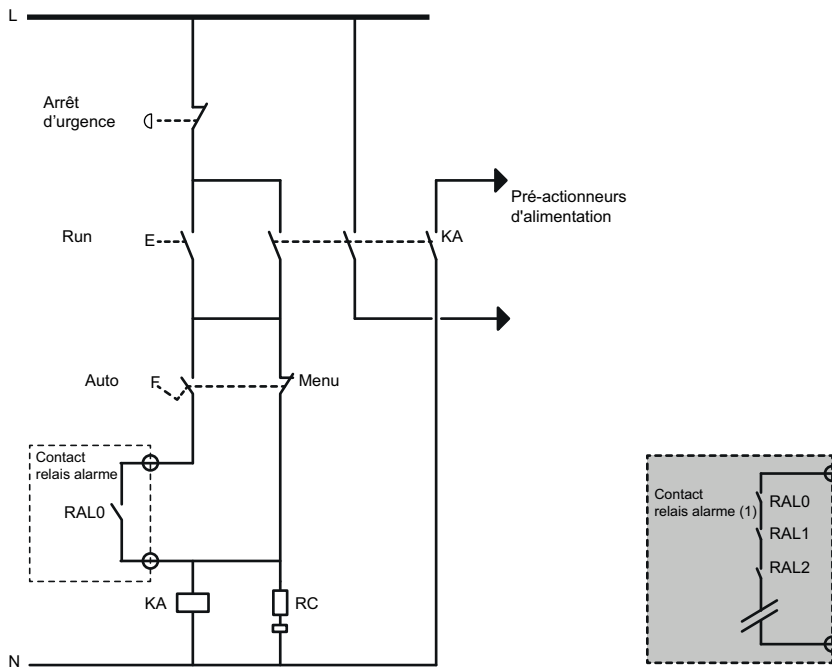 L
Arrêt
d'urgence
Pré-actionneurs
d'alimentation
Run
E
KA
Auto
F
Menu
Contact
relais alarme
RAL0
KA
RC
N
Contact
relais alarme (1)
RAL0
RAL1
RAL2